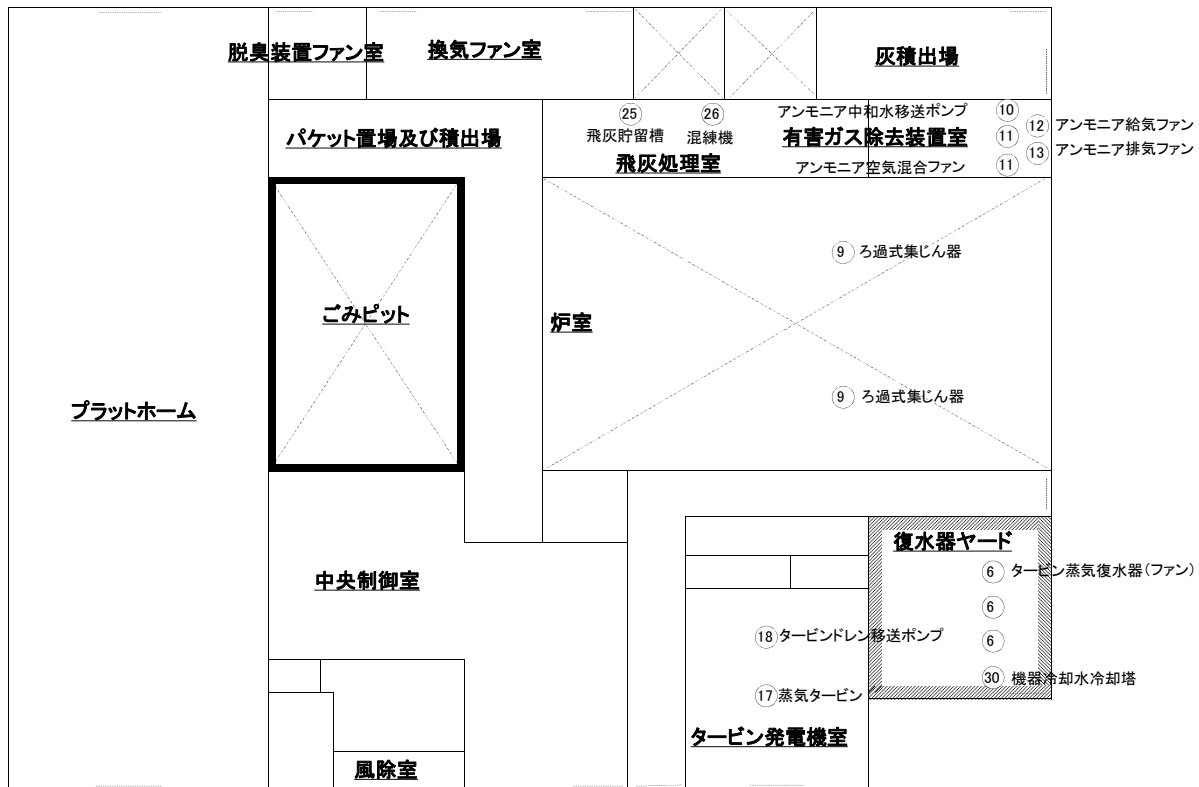 脱臭装置ファン室
換気ファン室
灰積出場
パケット置場及び積出場
25
飛灰貯留槽
26
混練機
飛灰処理室
アンモニア中和水移送ポンプ
10
有害ガス除去装置室
11
12 アンモニア給気ファン
13 アンモニア排気ファン
アンモニア空気混合ファン
11
9 ろ過式集じん器
ごみピット
炉室
9 ろ過式集じん器
プラットホーム
復水器ヤード
6 タービン蒸気復水器(ファン)
6
6
30 機器冷却水冷却塔
中央制御室
18 タービンドレン移送ポンプ
17 蒸気タービン
タービン発電機室
風除室